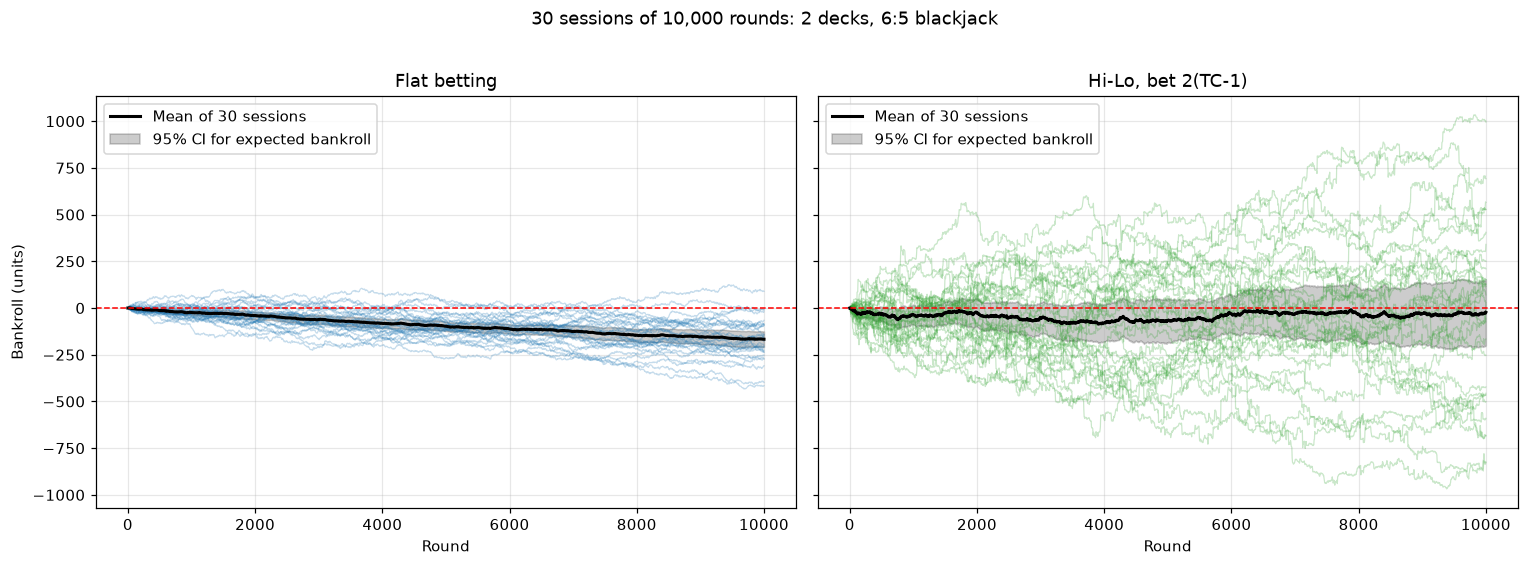 30 sessions of 10,000 rounds: 2 decks, 6:5 blackjack
Flat betting
Mean of 30 sessions
95% CI for expected bankroll
1000
750
500
250
0
−250
−500
−750
−1000
Bankroll (units)
0 2000 4000 6000 8000 10000
Round
Hi-Lo, bet 2(TC-1)
Mean of 30 sessions
95% CI for expected bankroll
0 2000 4000 6000 8000 10000
Round